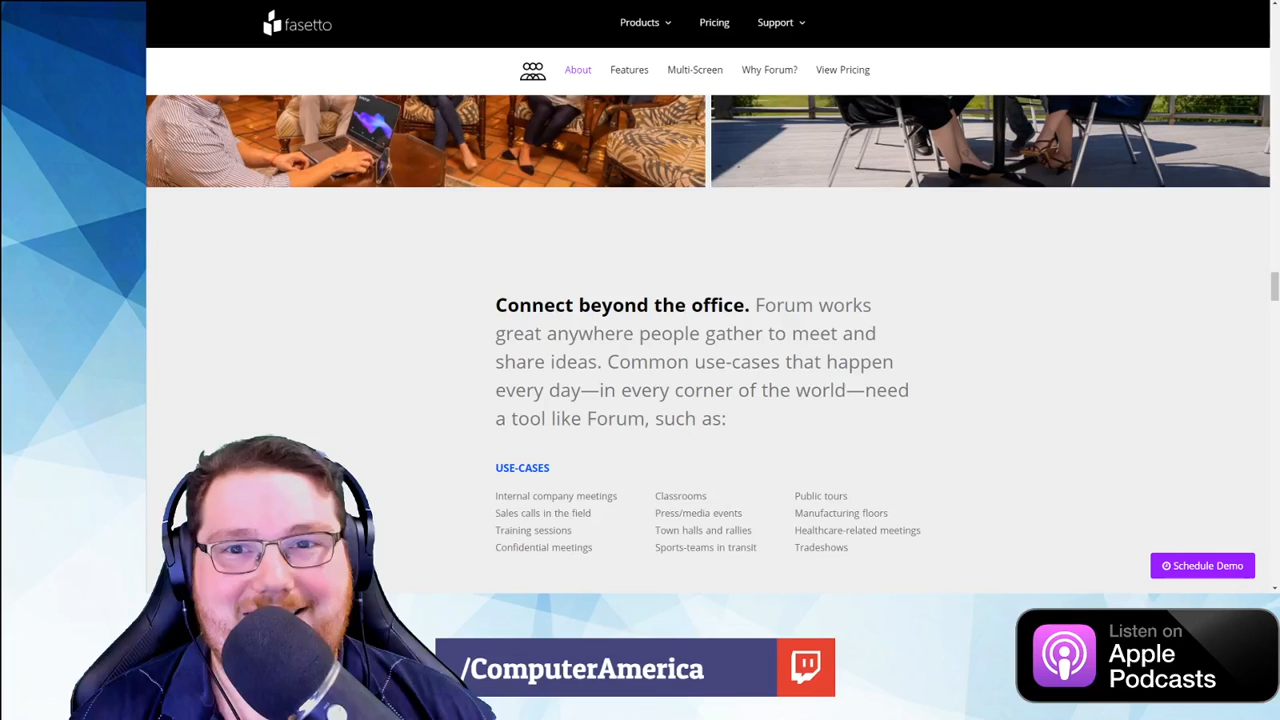 fasetto
Products
Pricing
Support
About
Features
Multi-Screen
Why Forum?
View Pricing
Connect beyond the office. Forum works
great anywhere people gather to meet and
share ideas. Common use-cases that happen
every day—in every corner of the world—need
a tool like Forum, such as:
USE-CASES
Internal company meetings
Sales calls in the field
Training sessions
Confidential meetings
Classrooms
Press/media events
Town halls and rallies
Sports-teams in transit
Public tours
Manufacturing floors
Healthcare-related meetings
Tradeshows
Schedule Demo
/ComputerAmerica
Listen on
Apple
Podcasts